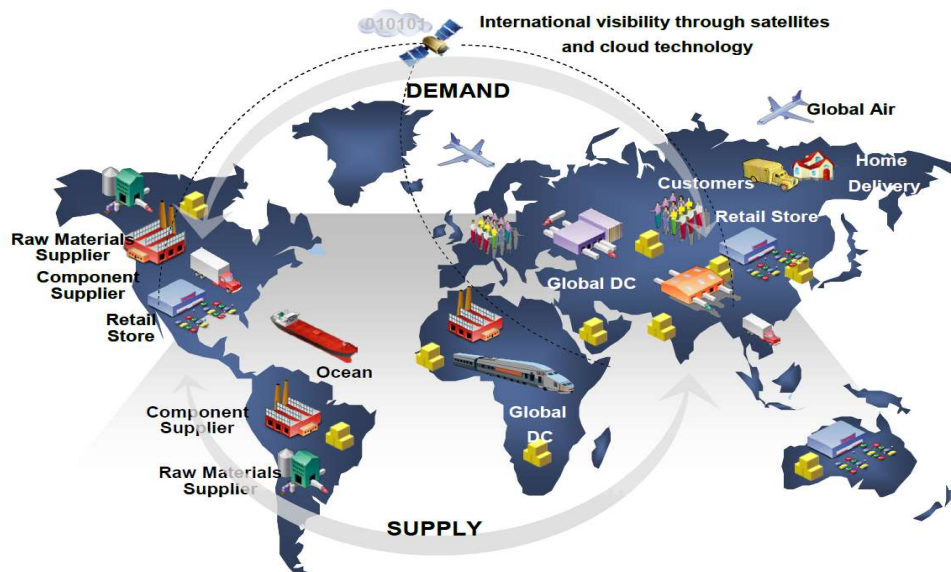 010101
International visibility through satellites
and cloud technology
DEMAND
Global Air
Home
Delivery
Customers
Retail Store
Raw Materials
Supplier
Component
Supplier
Global DC
Retail
Store
Ocean
Component
Supplier
Global
DC
Raw Materials
Supplier
SUPPLY